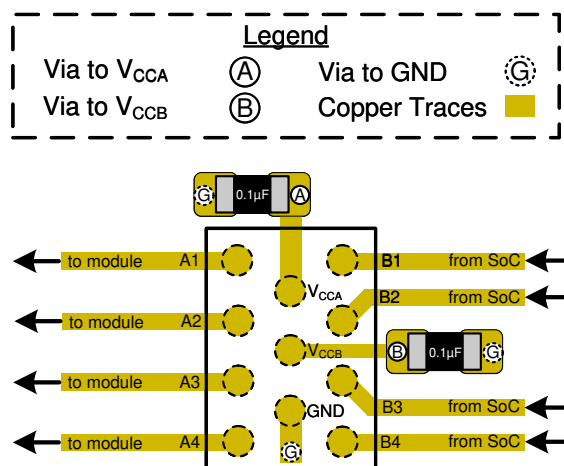 Legend
Via to VCCA A Via to GND G
Via to VCCB B Copper Traces
G 0.1µF A
to module A1 B1 from SoC
VCCA
B2 from SoC
to module A2
VCCB B 0.1µF G
to module A3
GND B3 from SoC
to module A4 B4 from SoC
G